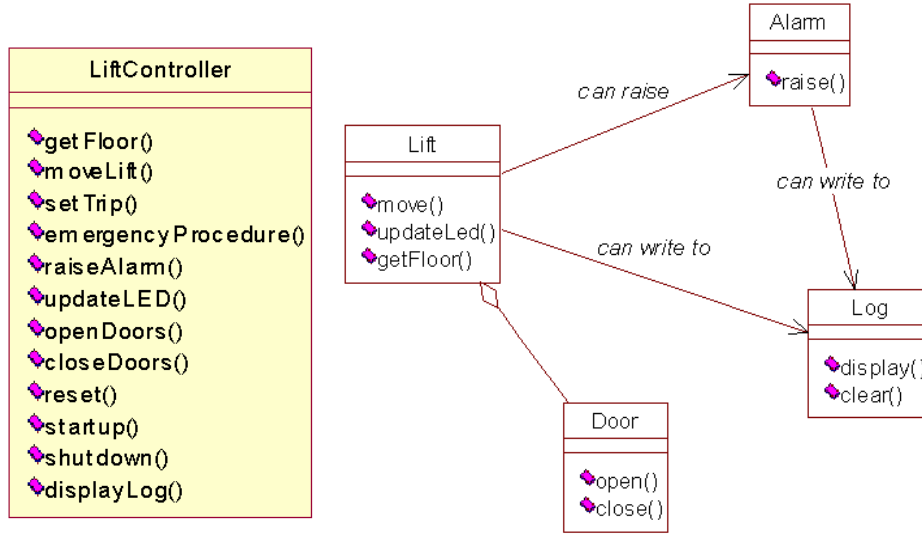 LiftController
getFloor()
moveLift()
setTrip()
emergencyProcedure()
raiseAlarm()
updateLED()
openDoors()
closeDoors()
reset()
startup()
shutdown()
displayLog()
Lift
move()
updateLed()
getFloor()
can raise
Alarm
raise()
can write to
can write to
Log
display()
clear()
Door
open()
close()